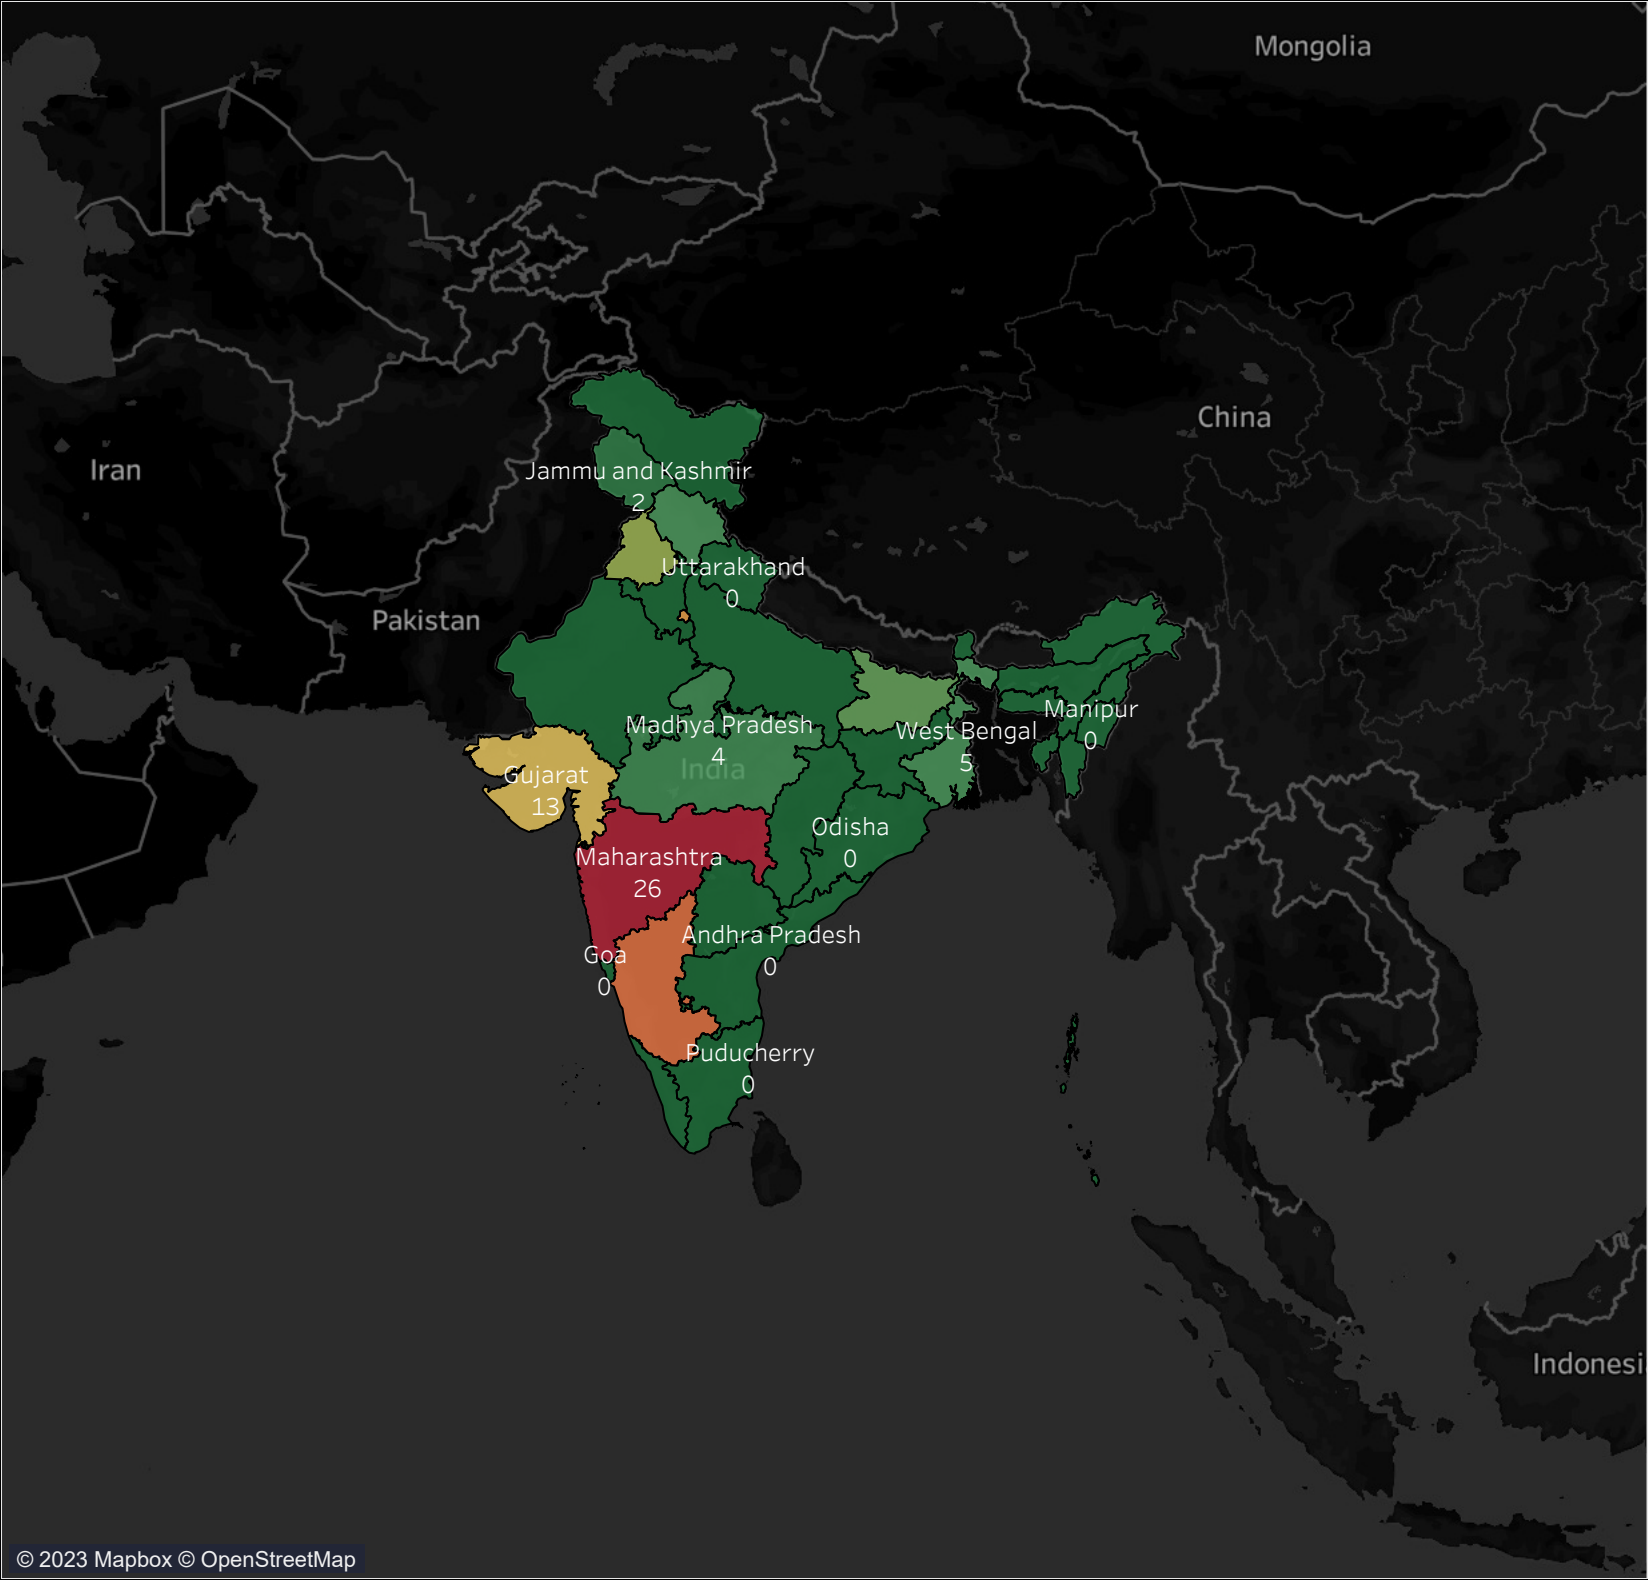 Mongolia
China
Iran
Jammu and Kashmir
2
Uttarakhand
0
Pakistan
Manipur
0
Madhya Pradesh
4
West Bengal
5
India
Gujarat
13
Odisha
0
Maharashtra
26
Andhra Pradesh
0
Goa
0
Puducherry
0
Indonesi
© 2023 Mapbox © OpenStreetMap